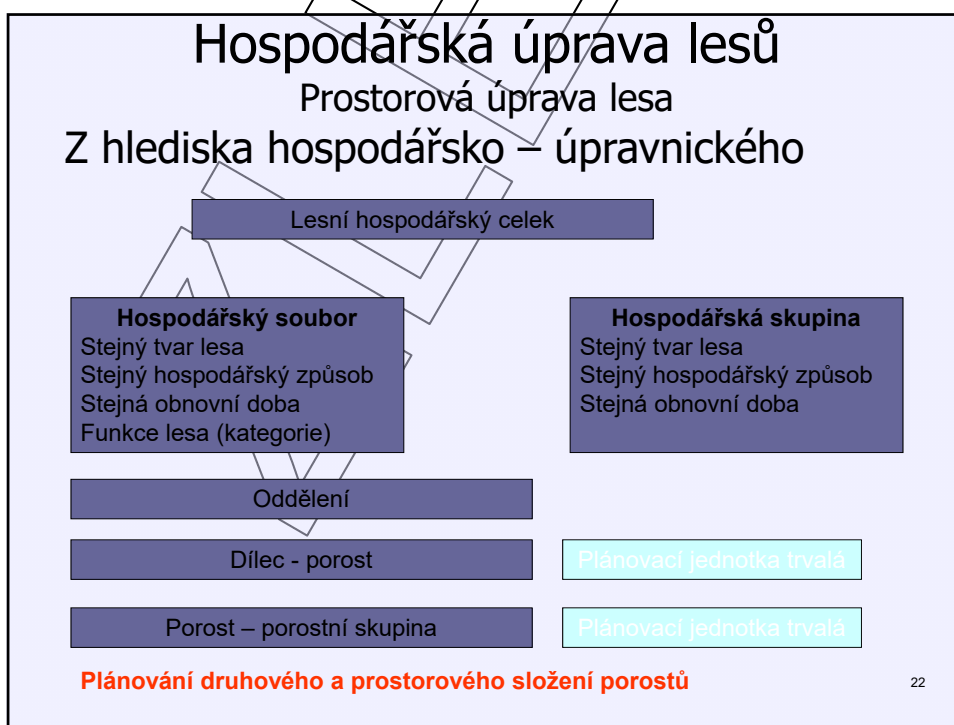 Hospodářská úprava lesů
Prostorová úprava lesa
Z hlediska hospodářsko – úpravnického
Lesní hospodářský celek
Hospodářský soubor
Stejný tvar lesa
Stejný hospodářský způsob
Stejná obnovní doba
Funkce lesa (kategorie)
Hospodářská skupina
Stejný tvar lesa
Stejný hospodářský způsob
Stejná obnovní doba
Oddělení
Dílec - porost
Plánovací jednotka trvalá
Porost – porostní skupina
Plánovací jednotka trvalá
Plánování druhového a prostorového složení porostů
22